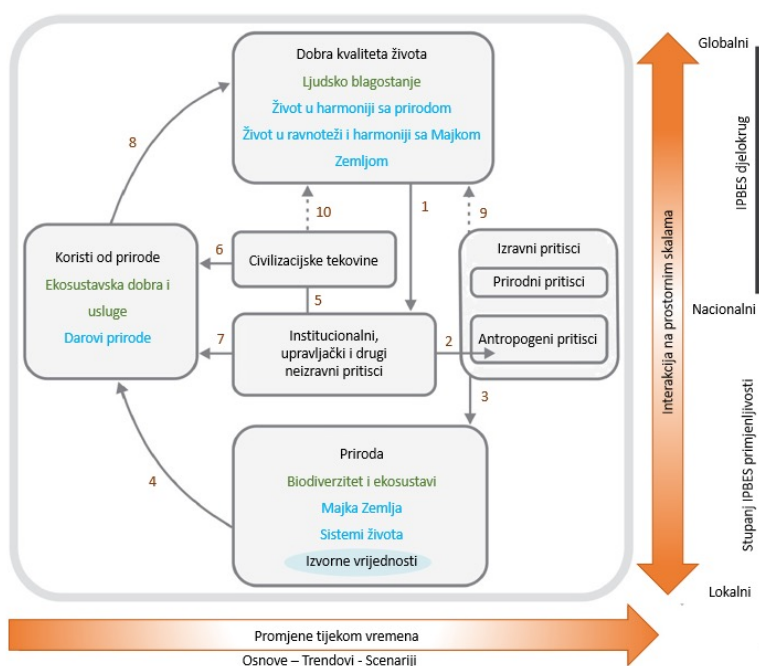 Dobra kvaliteta života
Ljudsko blagostanje
Život u harmoniji sa prirodom
Život u ravnoteži i harmoniji sa Majkom
Zemljom
8
10
1
9
Koristi od prirode
Ekosustavska dobra i
usluge
Darovi prirode
6
Civilizacijske tekovine
5
7
Institucionalni,
upravljački i drugi
neizravni pritisci
2
Izravni pritisci
Prirodni pritisci
Antropogeni pritisci
3
4
Priroda
Biodiverzitet i ekosustavi
Majka Zemlja
Sistemi života
Izvorne vrijednosti
Interakcija na prostornim skalama
Globalni
Nacionalni
Lokalni
IPBES djelokrug
Stupanj IPBES primjenljivosti
Promjene tijekom vremena
Osnove – Trendovi - Scenariji